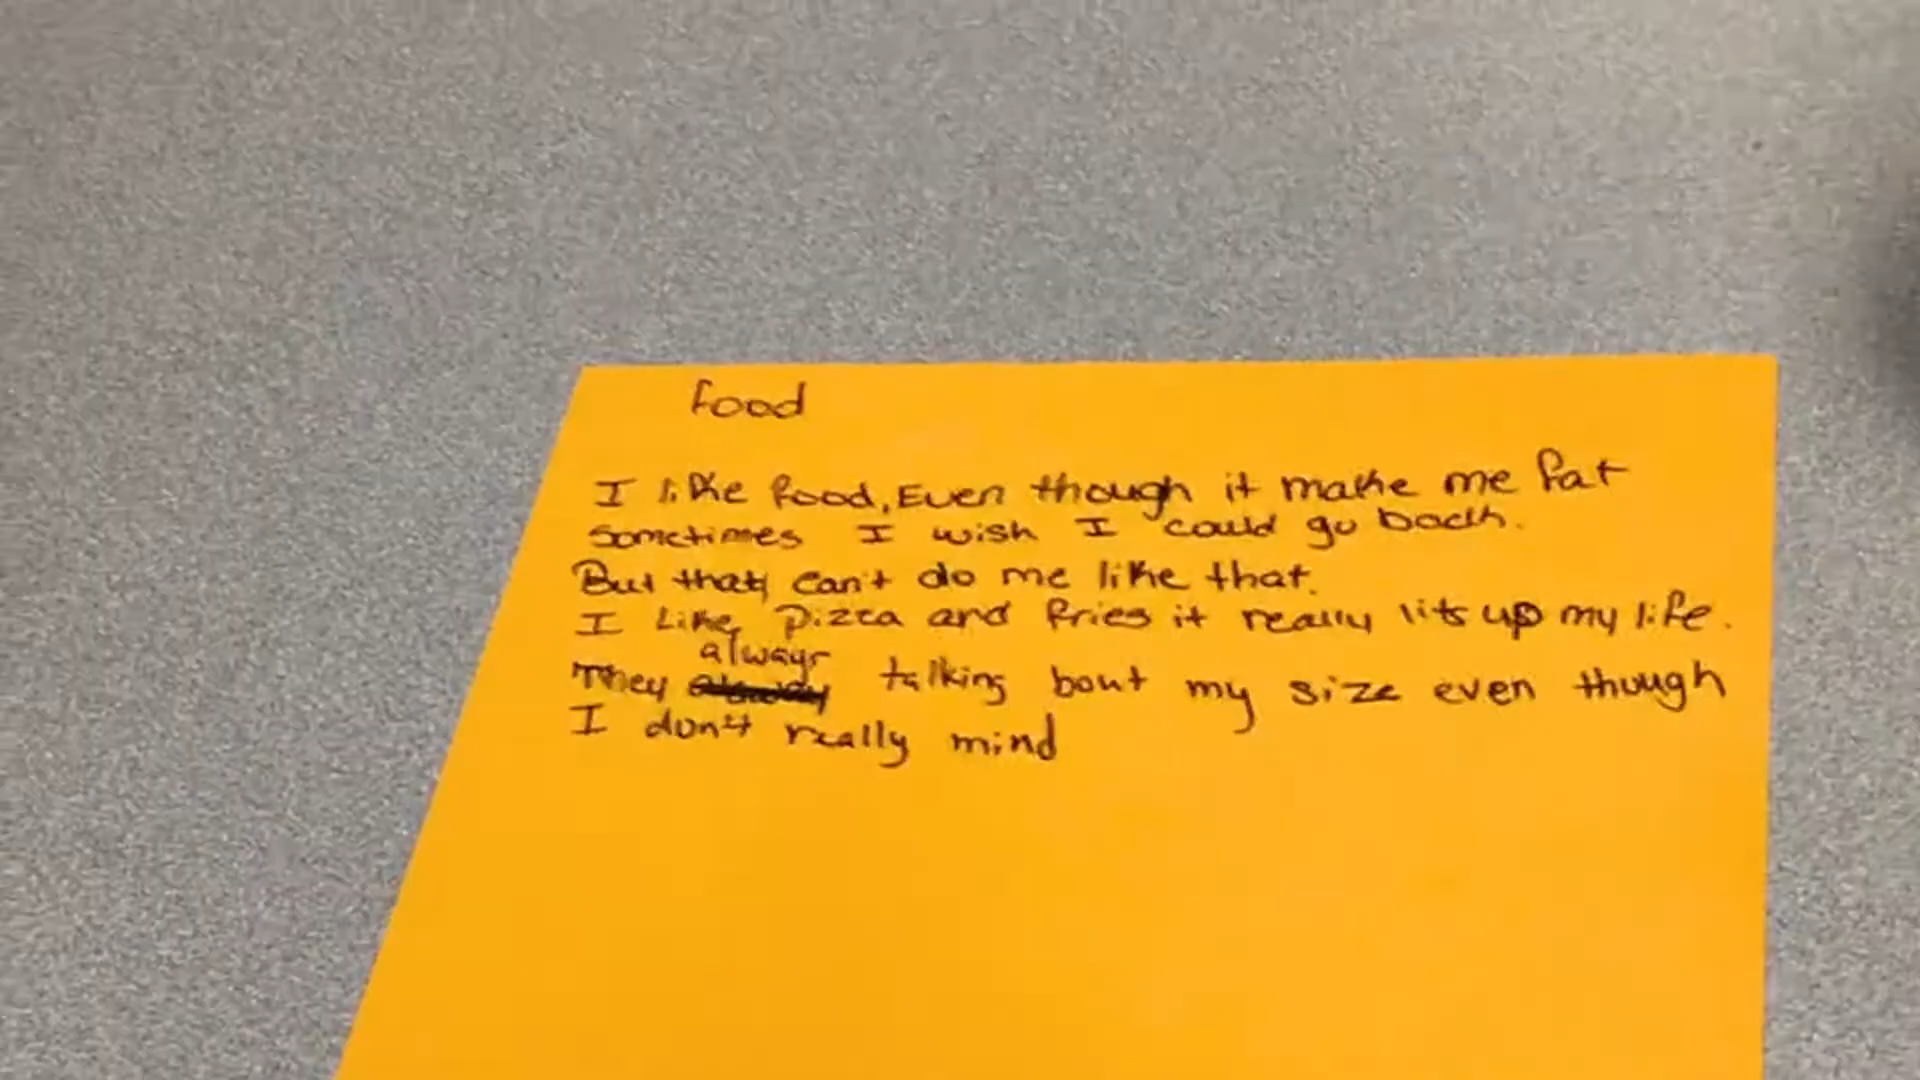 food
I like food, Even though it make me fat
sometimes I wish I could go back.
But they can't do me like that.
I Like Pizza and fries it really lits up my life.
always
They talking bout my size even though
I don't really mind